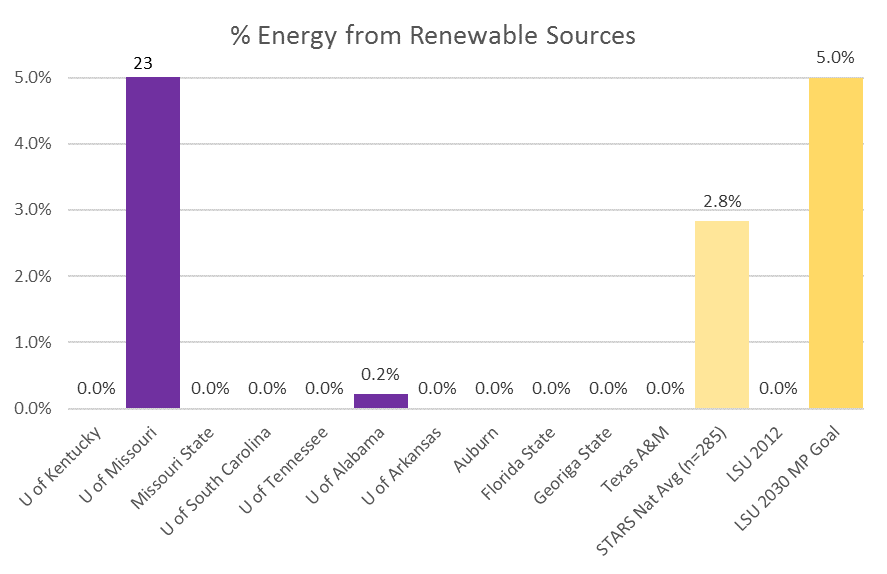 % Energy from Renewable Sources
23
5.0%
5.0%
4.0%
3.0%
2.8%
2.0%
1.0%
0.0%
0.0%
0.0%
0.0%
0.2%
0.0%
0.0%
0.0%
0.0%
0.0%
0.0%
0.0%
U of Kentucky
U of Missouri
Missouri State
U of South Carolina
U of Tennessee
U of Alabama
U of Arkansas
Auburn
Florida State
Georiga State
Texas A&M
STARS Nat Avg (n=285)
LSU 2012
LSU 2030 MP Goal